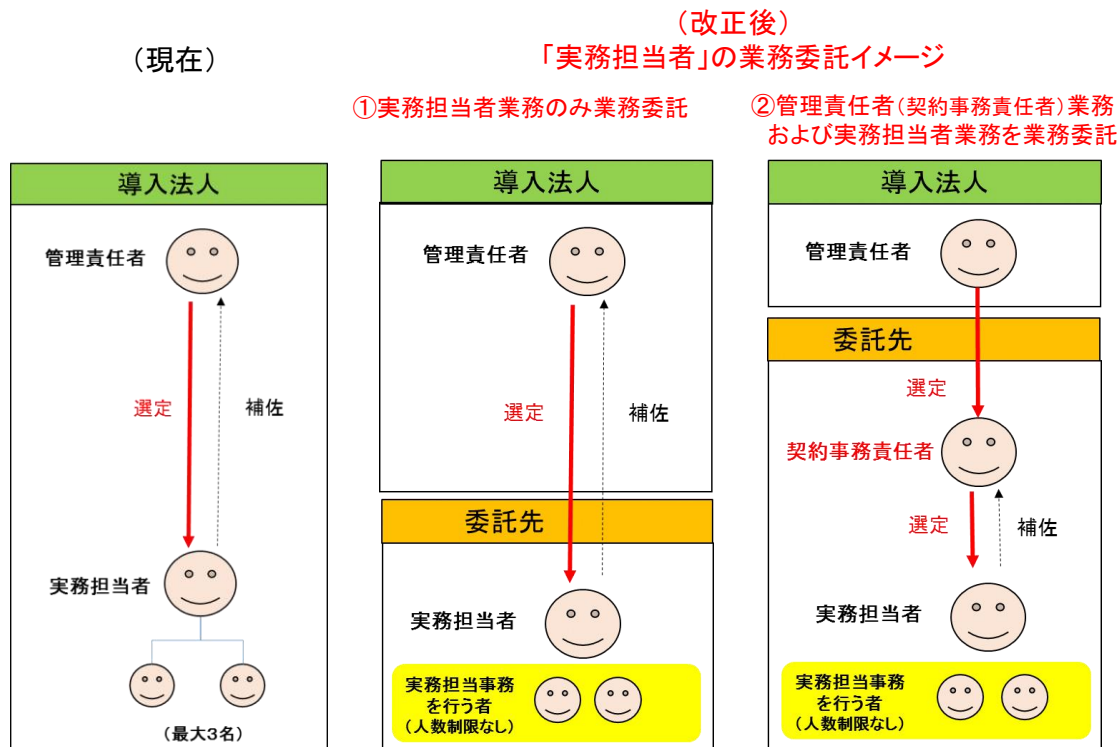 （現在）
（改正後）
「実務担当者」の業務委託イメージ
①実務担当者業務のみ業務委託
②管理責任者（契約事務責任者）業務
および実務担当者業務を業務委託
導入法人
管理責任者
選定
補佐
実務担当者
（最大3名）
導入法人
管理責任者
選定
補佐
委託先
実務担当者
実務担当事務
を行う者
（人数制限なし）
導入法人
管理責任者
委託先
選定
契約事務責任者
選定
補佐
実務担当者
実務担当事務
を行う者
（人数制限なし）